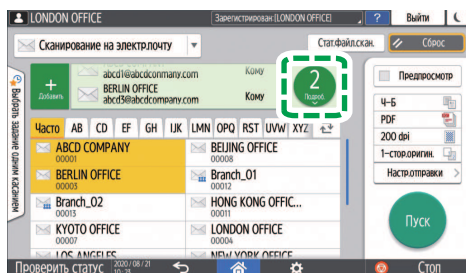 LONDON OFFICE
Зарегистрирован:[LONDON OFFICE]
?
Выйти
Сканирование на электр.почту
Стат.файл.скан.
Сброс
Выбрать задание одним касанием
Добавить
abcd1@abcdconmany.com
Кому
BERLIN OFFICE
abcd3@abcdcompany.com
Кому
2
Подроб.
Предпросмотр
Ч-Б
PDF
200 dpi
1-стор.оригин.
Настр.отправки
Пуск
Часто AB CD EF GH IJK LMN OPQ RST UVW XYZ
ABCD COMPANY
00001
BEIJING OFFICE
00008
BERLIN OFFICE
00003
Branch_01
00012
Branch_02
00013
HONG KONG OFFIC...
00011
KYOTO OFFICE
00007
LONDON OFFICE
00004
LOS ANGELES
NEW YORK OFFICE
Проверить статус
2020/08/21
Стоп